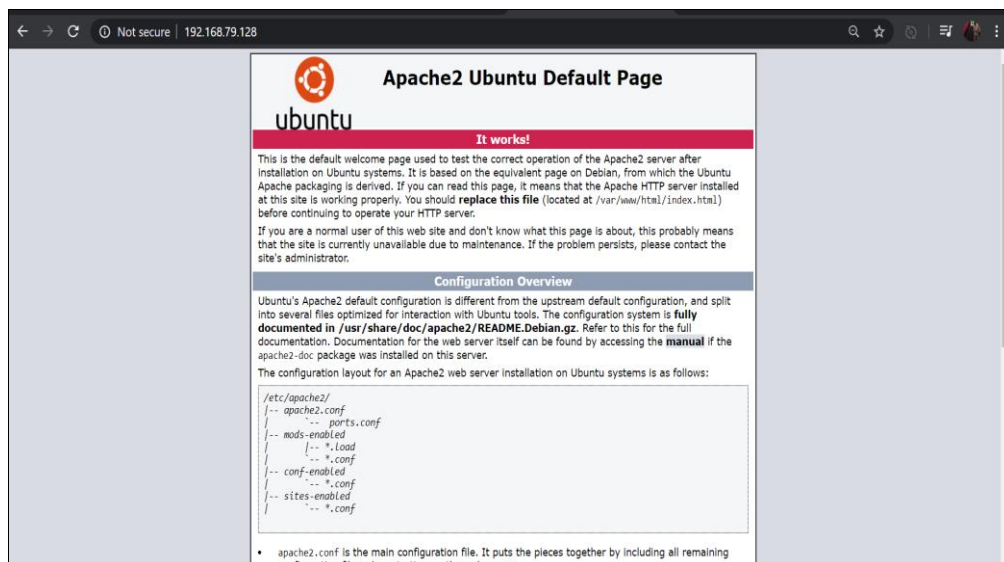 Not secure | 192.168.79.128
Apache2 Ubuntu Default Page
ubuntu
It works!
This is the default welcome page used to test the correct operation of the Apache2 server after
installation on Ubuntu systems. It is based on the equivalent page on Debian, from which the Ubuntu
Apache packaging is derived. If you can read this page, it means that the Apache HTTP server installed
at this site is working properly. You should replace this file (located at /var/www/html/index.html)
before continuing to operate your HTTP server.
If you are a normal user of this web site and don't know what this page is about, this probably means
that the site is currently unavailable due to maintenance. If the problem persists, please contact the
site's administrator.
Configuration Overview
Ubuntu's Apache2 default configuration is different from the upstream default configuration, and split
into several files optimized for interaction with Ubuntu tools. The configuration system is fully
documented in /usr/share/doc/apache2/README.Debian.gz. Refer to this for the full
documentation. Documentation for the web server itself can be found by accessing the manual if the
apache2-doc package was installed on this server.
The configuration layout for an Apache2 web server installation on Ubuntu systems is as follows:
/etc/apache2/
|-- apache2.conf
|       `--  ports.conf
|-- mods-enabled
|       |-- *.load
|       `-- *.conf
|-- conf-enabled
|       `-- *.conf
|-- sites-enabled
|       `-- *.conf
• apache2.conf is the main configuration file. It puts the pieces together by including all remaining